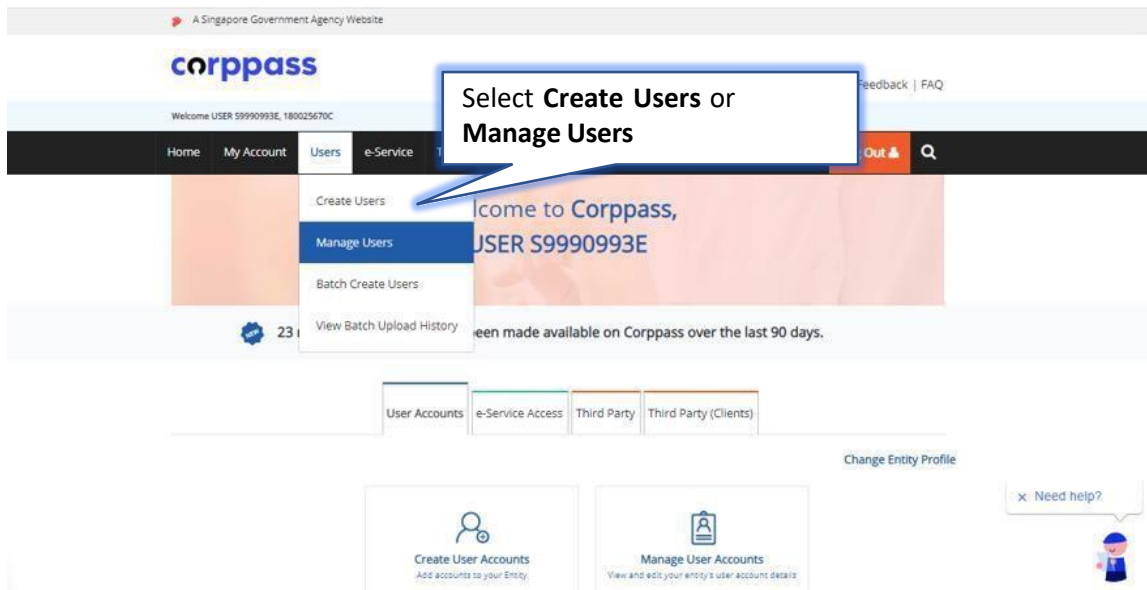 A Singapore Government Agency Website
corppass
Feedback | FAQ
Welcome USER S9990993E, 180025670C
Select Create Users or
Manage Users
Home My Account Users e-Service T Out
Create Users
Manage Users
Batch Create Users
View Batch Upload History
lcome to Corppass,
USER S9990993E
NEW
23 been made available on Corppass over the last 90 days.
User Accounts e-Service Access Third Party Third Party (Clients)
Change Entity Profile
× Need help?
Create User Accounts
Add accounts to your Entity
Manage User Accounts
View and edit your entity's user account details